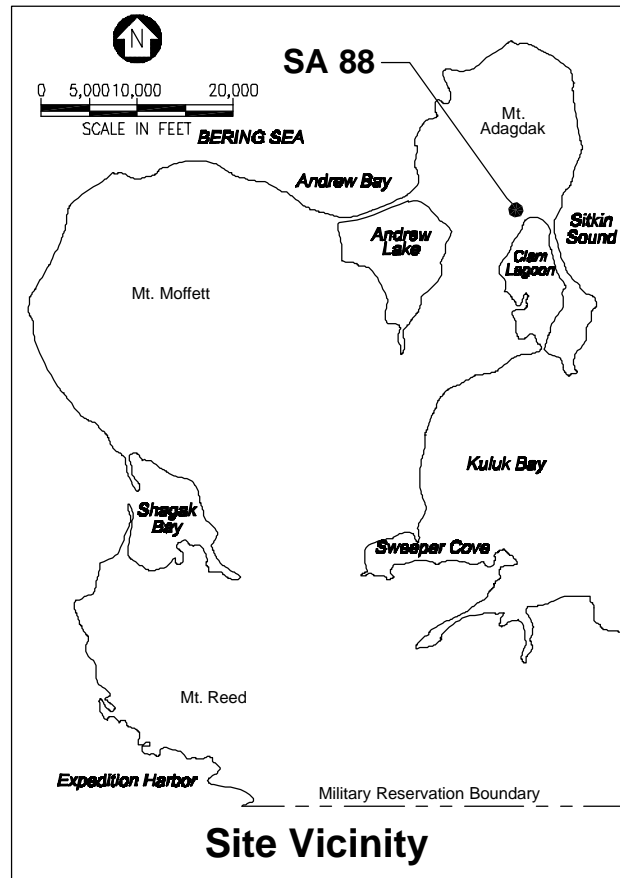 N
SA 88
0 5,000 10,000 20,000
SCALE IN FEET
BERING SEA
Mt.
Adagdak
Andrew Bay
Andrew
Lake
Sitkin
Sound
Clam
Lagoon
Mt. Moffett
Kuluk Bay
Shagak
Bay
Sweeper Cove
Mt. Reed
Expedition Harbor
Military Reservation Boundary
Site Vicinity